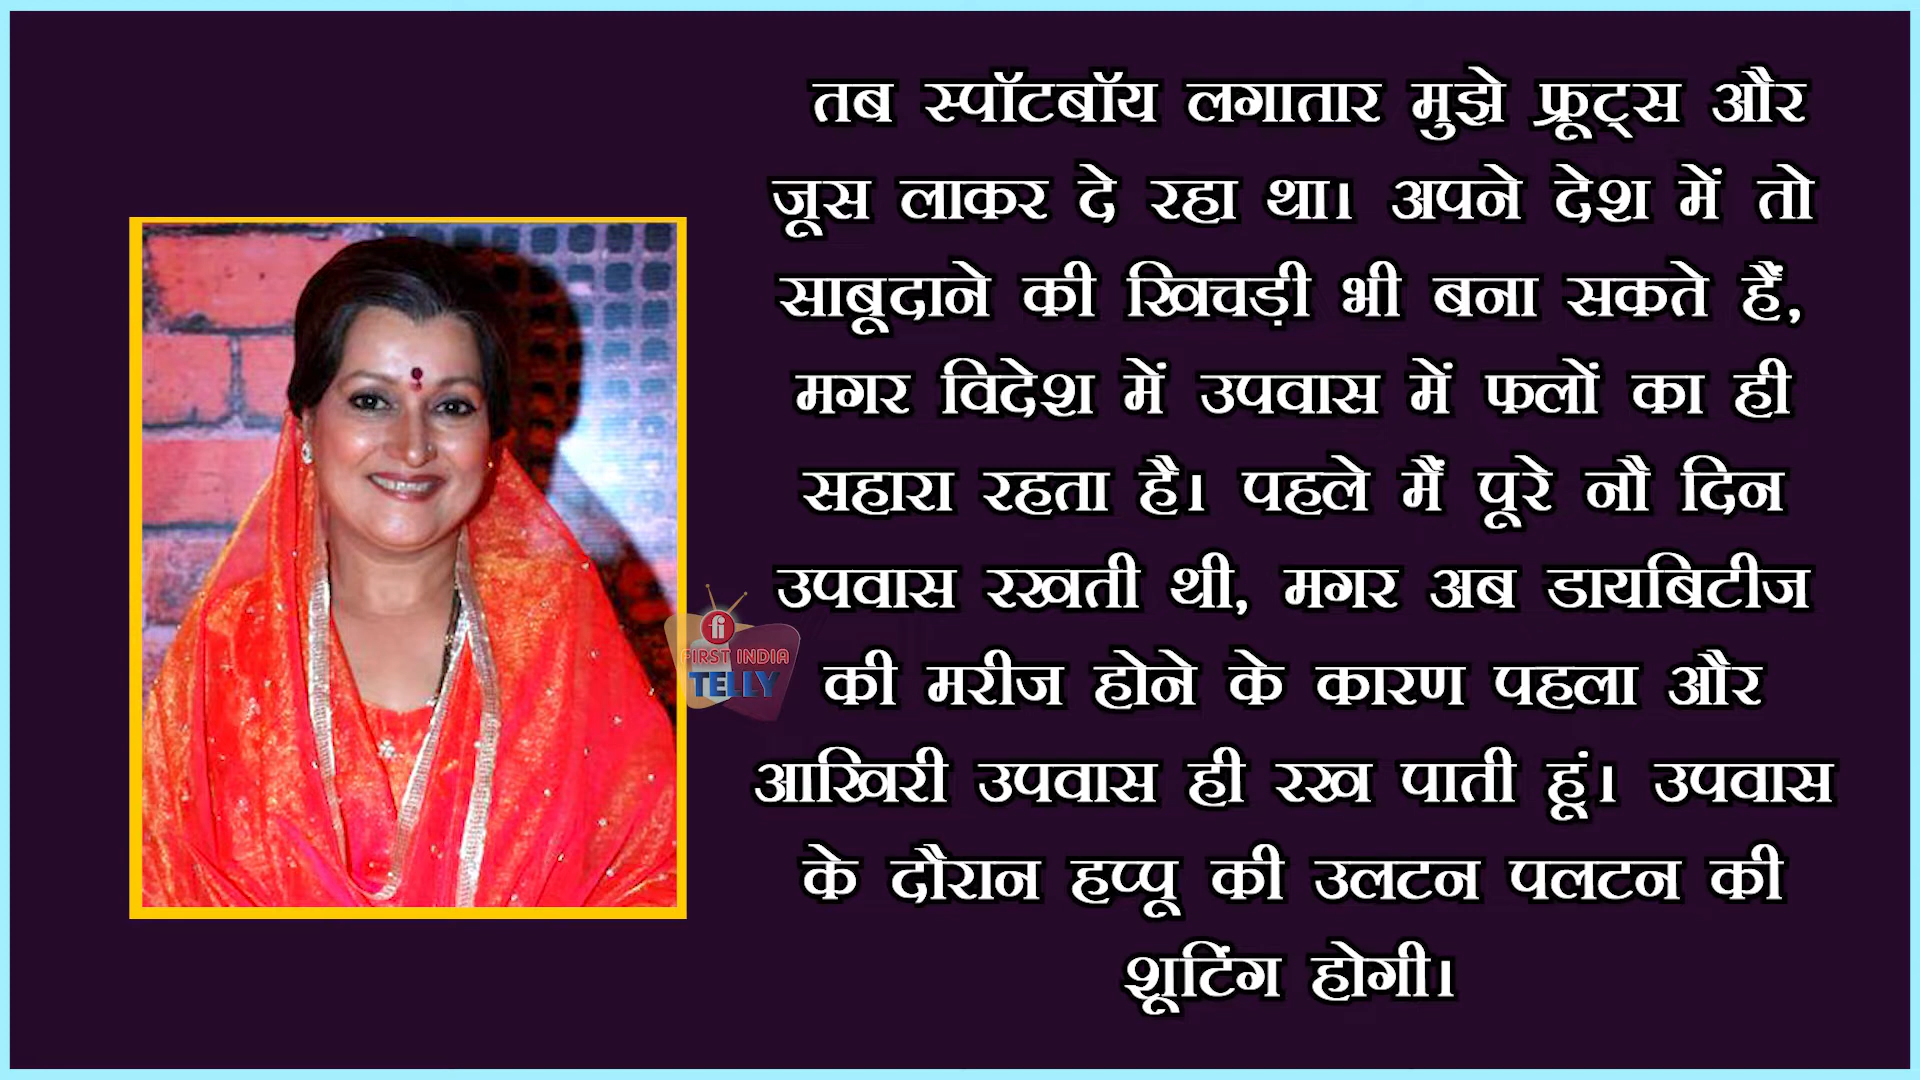 तब स्पॉटबॉय लगातार मुझे फ्रूट्स और
जूस लाकर दे रहा था। अपने देश में तो
साबूदाने की खिचड़ी भी बना सकते हैं,
मगर विदेश में उपवास में फलों का ही
सहारा रहता है। पहले मैं पूरे नौ दिन
उपवास रखती थी, मगर अब डायबिटीज
की मरीज होने के कारण पहला और
आखिरी उपवास ही रख पाती हूं। उपवास
के दौरान हप्पू की उलटन पलटन की
शूटिंग होगी।
fi
FIRST INDIA
TELLY